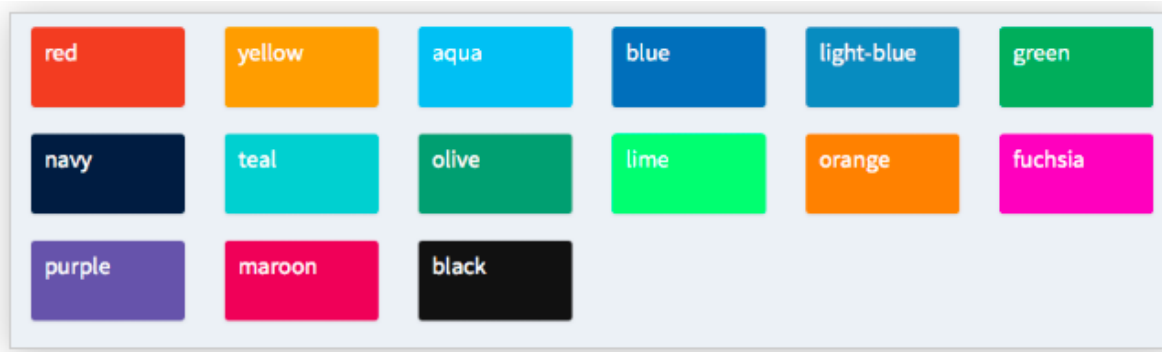 red yellow aqua blue light-blue green
navy teal olive lime orange fuchsia
purple maroon black